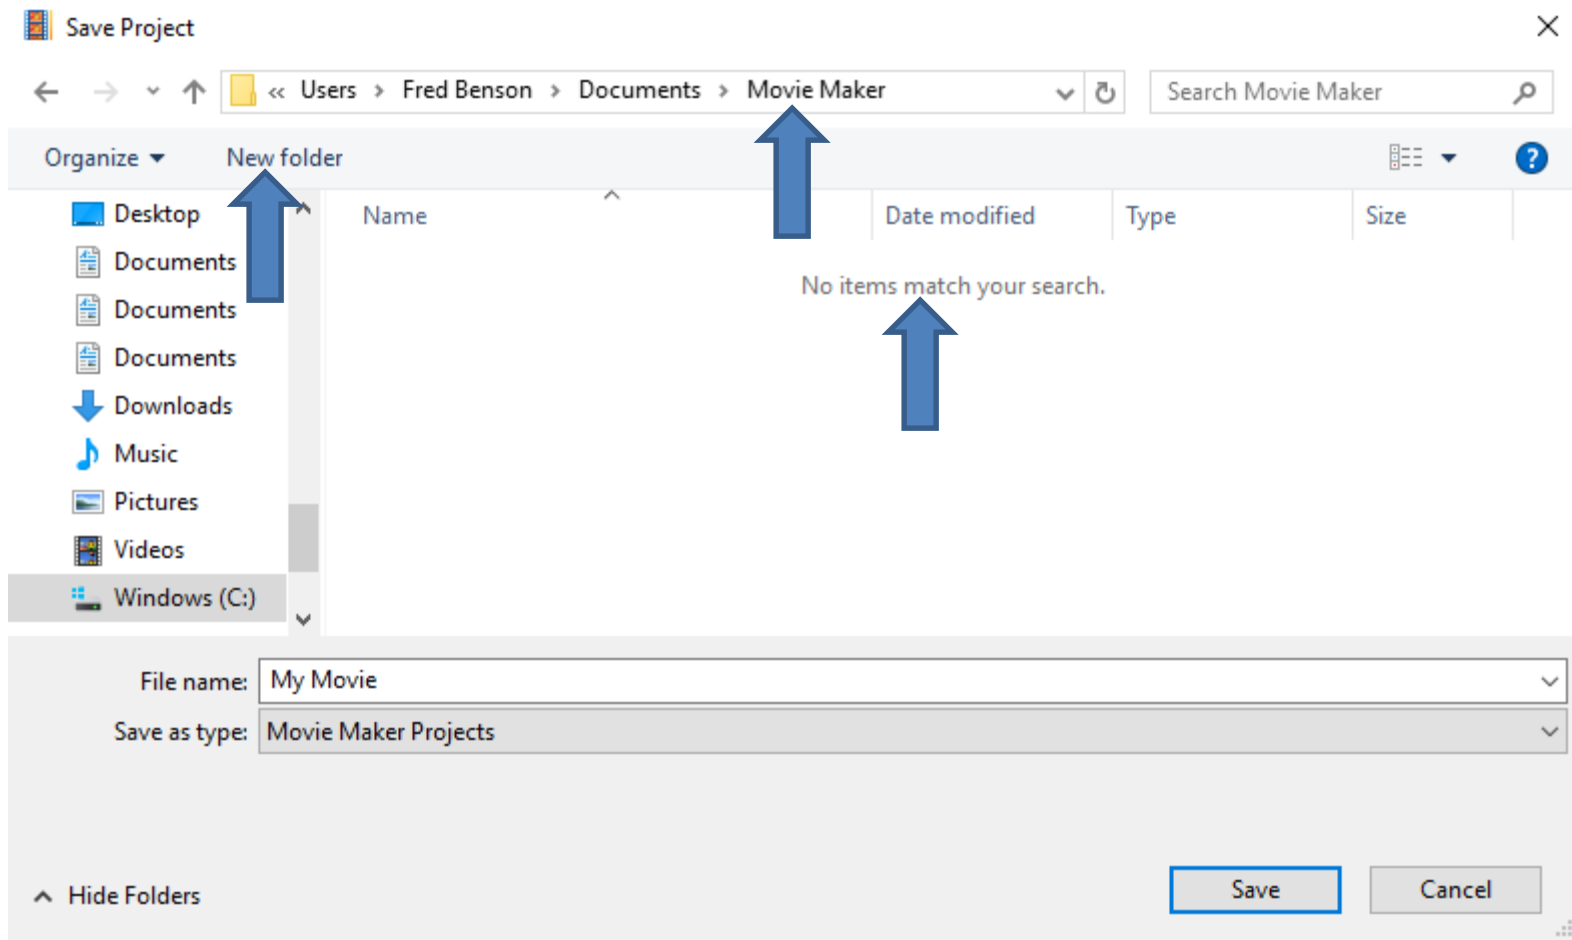 Save Project
« Users > Fred Benson > Documents > Movie Maker
Search Movie Maker
Organize
New folder
?
Name
Date modified
Type
Size
No items match your search.
Desktop
Documents
Documents
Documents
Downloads
Music
Pictures
Videos
Windows (C:)
File name: My Movie
Save as type: Movie Maker Projects
Hide Folders
Save
Cancel